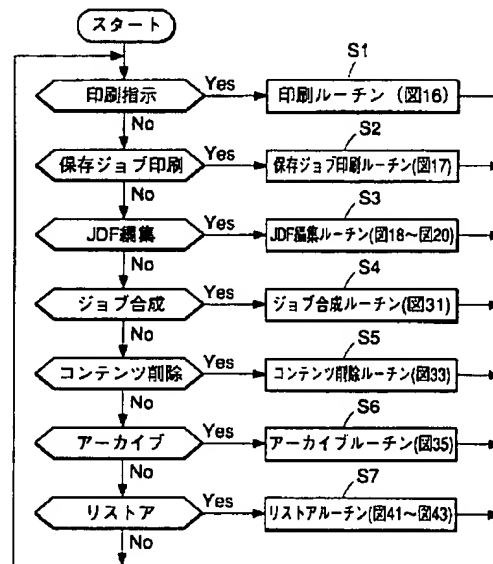 スタート
S1
印刷指示
Yes
印刷ルーチン(図16)
No
S2
保存ジョブ印刷
Yes
保存ジョブ印刷ルーチン(図17)
No
S3
JDF編集
Yes
JDF編集ルーチン(図18〜図20)
No
S4
ジョブ合成
Yes
ジョブ合成ルーチン(図31)
No
S5
コンテンツ削除
Yes
コンテンツ削除ルーチン(図33)
No
S6
アーカイブ
Yes
アーカイブルーチン(図35)
No
S7
リストア
Yes
リストアルーチン(図41〜図43)
No